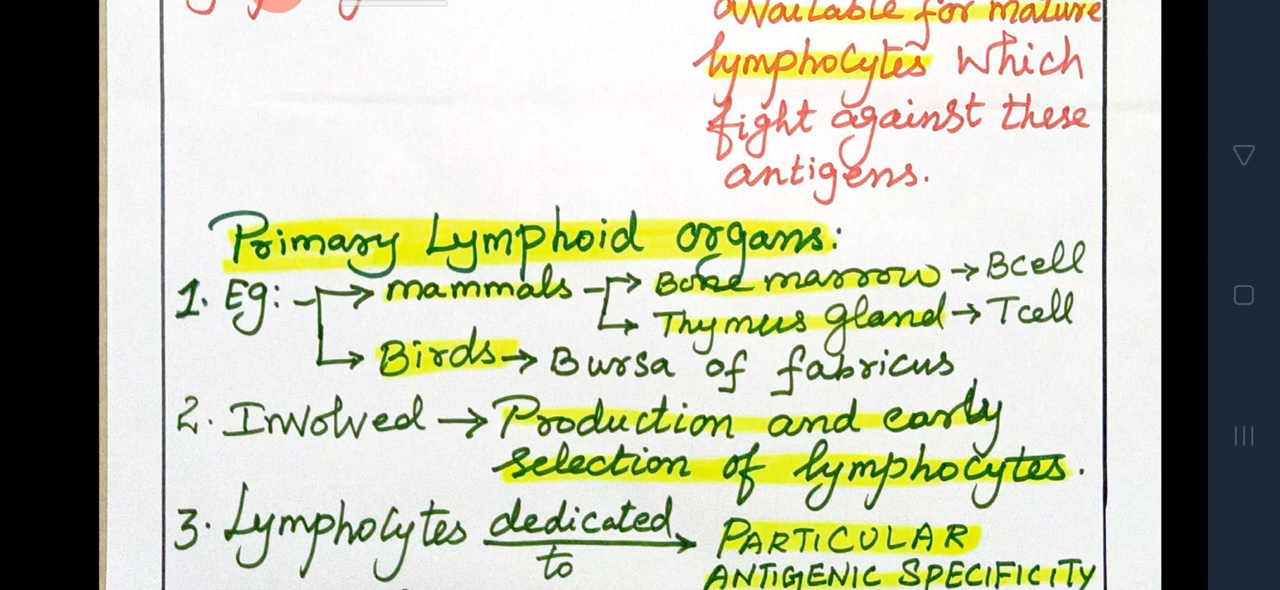 available for mature
lymphocytes which
fight against these
antigens.
Primary Lymphoid organs:
1. Eg: → mammals → Bone marrow → B cell
→ Thymus gland → T cell
→ Birds → Bursa of fabricus
2. Involved → Production and early
selection of lymphocytes.
3. Lymphocytes dedicated to → PARTICULAR
ANTIGENIC SPECIFICITY